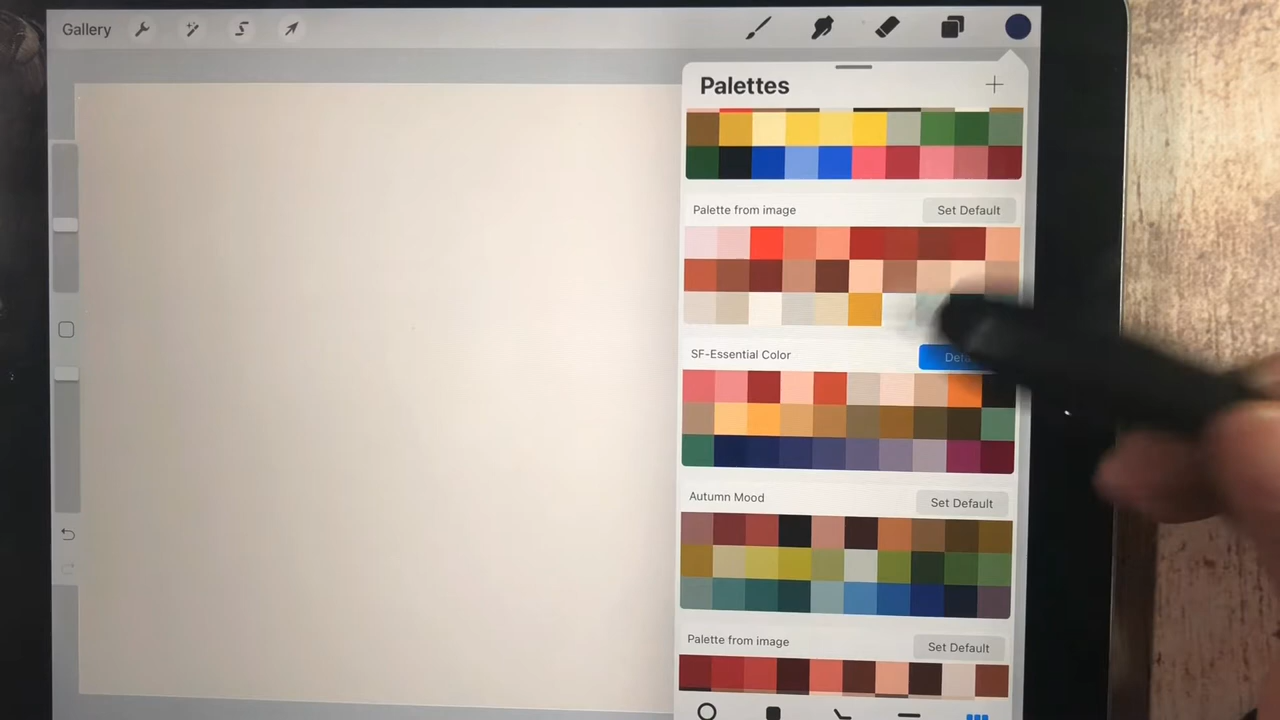 Gallery
Palettes
Palette from image
Set Default
SF-Essential Color
Autumn Mood
Set Default
Palette from image
Set Default